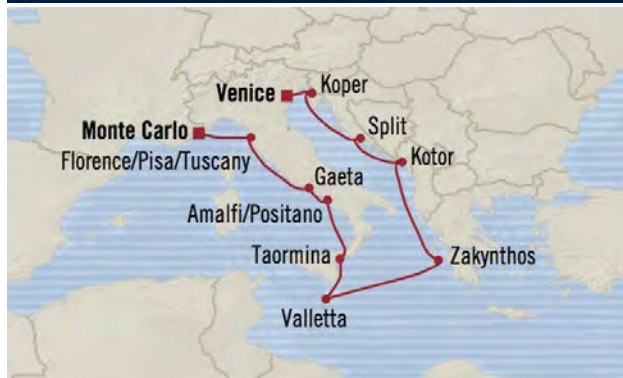 Koper
Venice
Split
Monte Carlo
Kotor
Florence/Pisa/Tuscany
Gaeta
Amalfi/Positano
Taormina
Zakynthos
Valletta